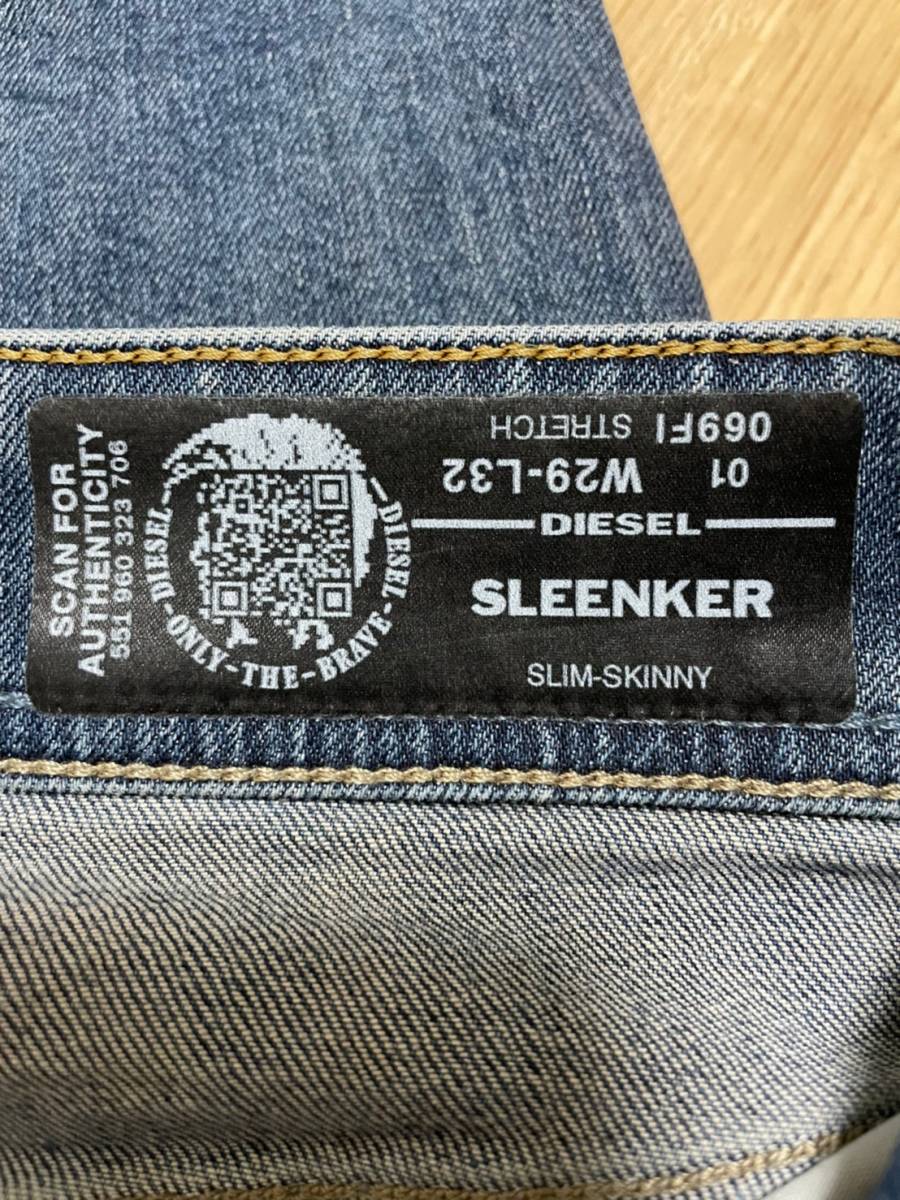 SCAN FOR
AUTHENTICITY
551 960 323 706
DIESEL-ONLY-THE-BRAVE-DIESEL-
069FI STRETCH
01 W29-L32
DIESEL
SLEENKER
SLIM-SKINNY